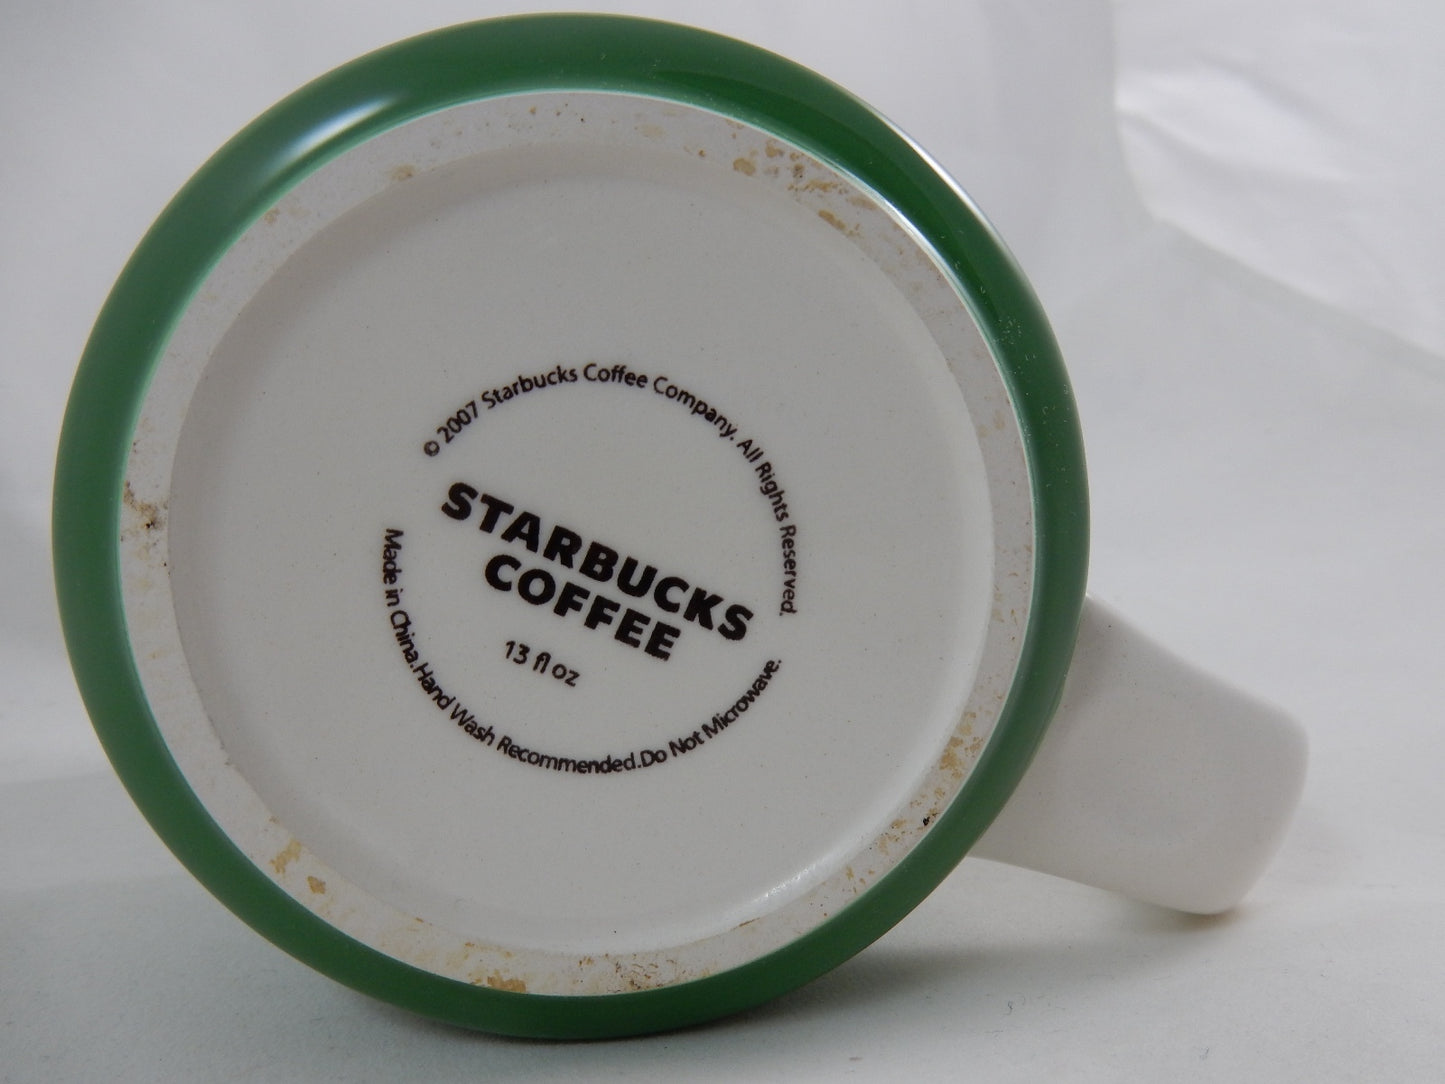 © 2007 Starbucks Coffee Company. All Rights Reserved.
STARBUCKS
COFFEE
13 fl oz
Made in China.Hand Wash Recommended.Do Not Microwave.